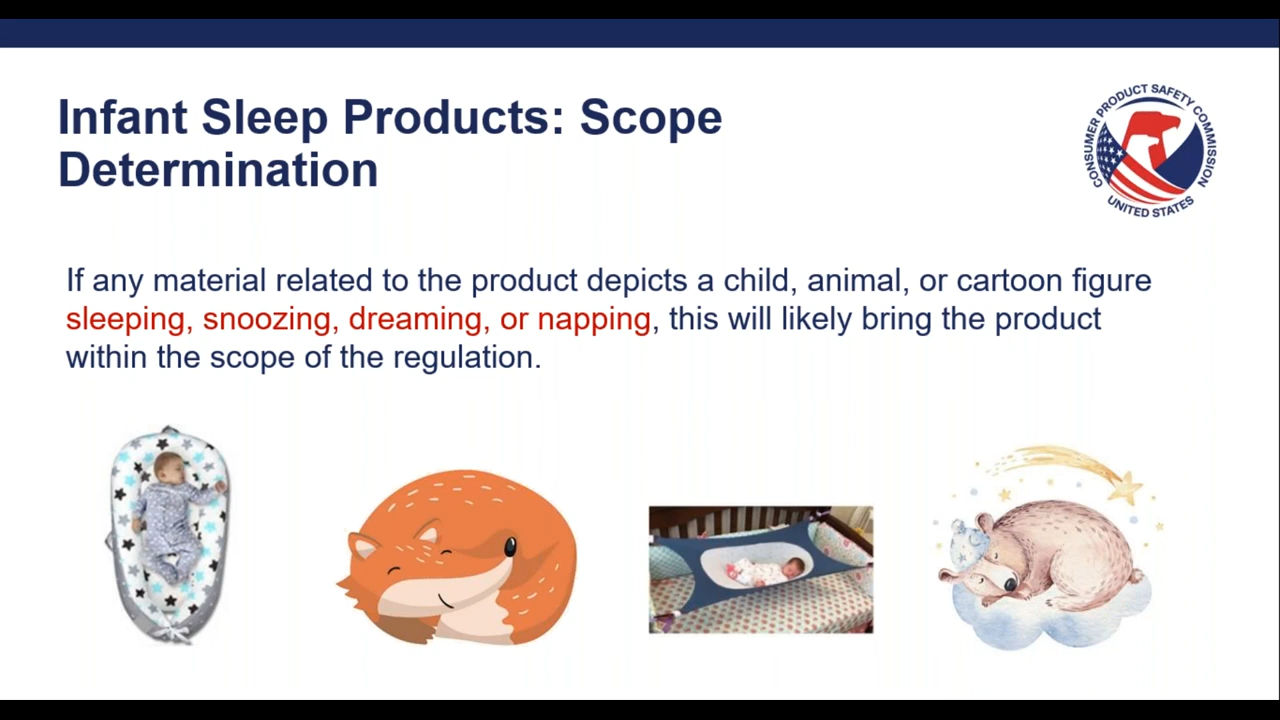 Infant Sleep Products: Scope
Determination
CONSUMER PRODUCT SAFETY COMMISSION
UNITED STATES
If any material related to the product depicts a child, animal, or cartoon figure
sleeping, snoozing, dreaming, or napping, this will likely bring the product
within the scope of the regulation.